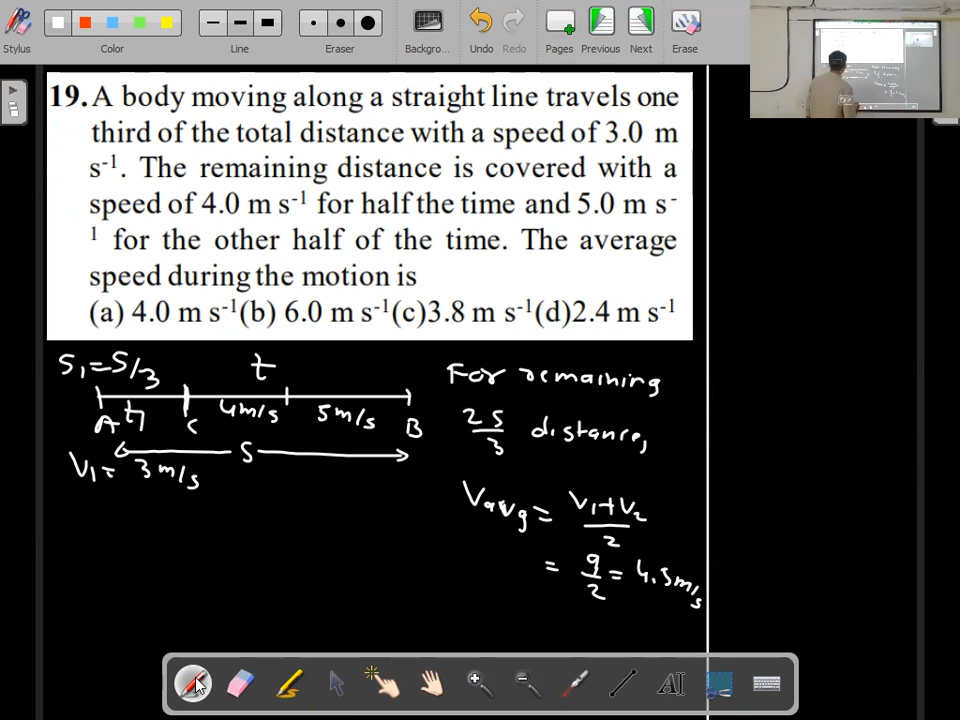 Stylus
Color
Line
Eraser
Backgro...
Undo
Redo
Pages
Previous
Next
Erase
19. A body moving along a straight line travels one
third of the total distance with a speed of 3.0 m
s-1. The remaining distance is covered with a
speed of 4.0 m s-1 for half the time and 5.0 m s-
1 for the other half of the time. The average
speed during the motion is
(a) 4.0 m s-1(b) 6.0 m s-1(c)3.8 m s-1(d)2.4 m s-1
S1=S/3 t
A t1 C 4m/s 5m/s B
S
V1= 3m/s
For remaining
2S/3 distance,
Vavg = V1+V2/2
= 9/2 = 4.5m/s